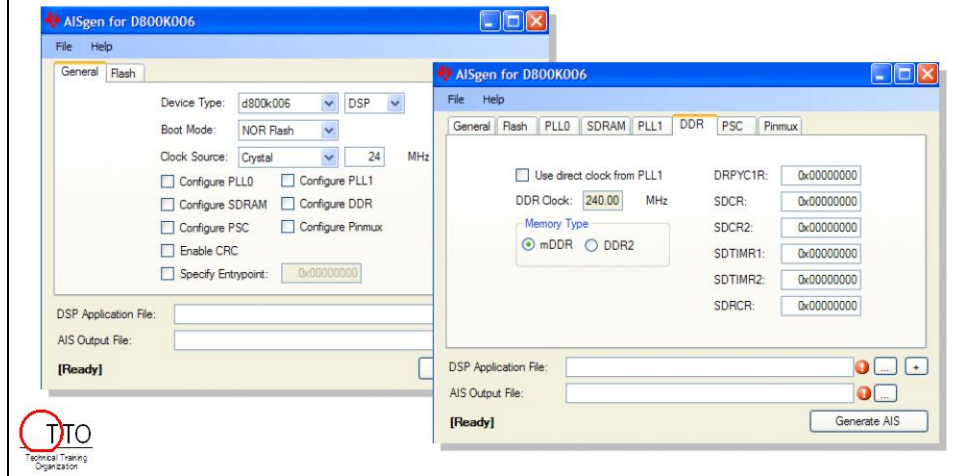 AISgen for D800K006
File Help
General Flash
Device Type: d800k006 DSP
Boot Mode: NOR Flash
Clock Source: Crystal 24 MHz
Configure PLL0 Configure PLL1
Configure SDRAM Configure DDR
Configure PSC Configure Pinmux
Enable CRC
Specify Entrypoint: 0x00000000
DSP Application File:
AIS Output File:
[Ready]
AISgen for D800K006
File Help
General Flash PLL0 SDRAM PLL1 DDR PSC Pinmux
Use direct clock from PLL1 DRPYC1R: 0x00000000
DDR Clock: 240.00 MHz SDCR: 0x00000000
Memory Type SDCR2: 0x00000000
mDDR DDR2 SDTIMR1: 0x00000000
SDTIMR2: 0x00000000
SDRCR: 0x00000000
DSP Application File: ... +
AIS Output File: ...
[Ready] Generate AIS
TTO
Technical Training
Organization